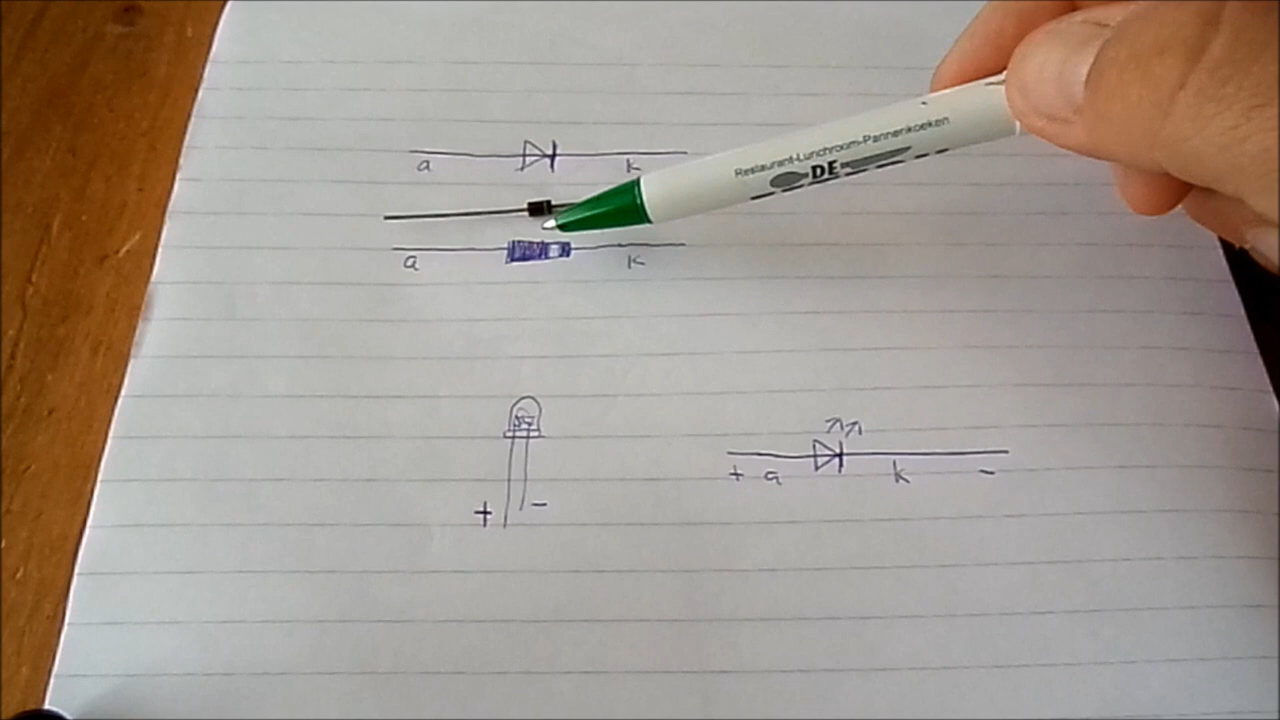 a k
Restaurant-Lunchroom-Pannenkoeken
DE
a k
+ -
+ a k -